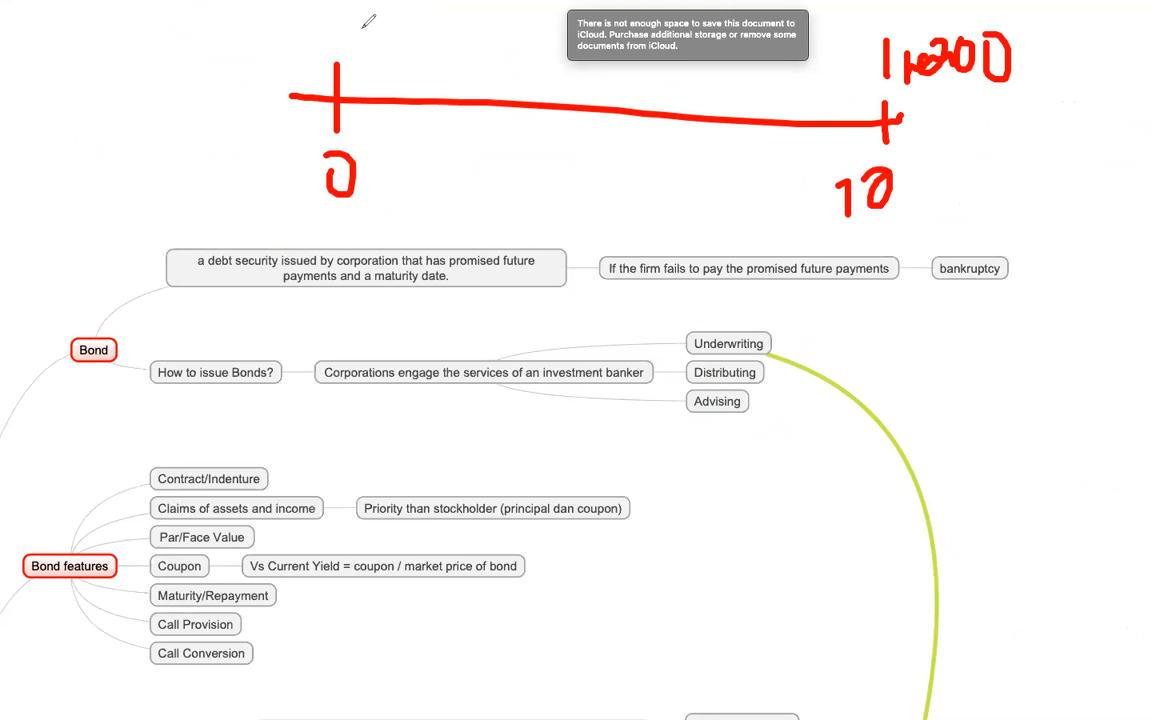 There is not enough space to save this document to
iCloud. Purchase additional storage or remove some
documents from iCloud.
0
10
a debt security issued by corporation that has promised future
payments and a maturity date.
If the firm fails to pay the promised future payments
bankruptcy
Bond
How to issue Bonds?
Corporations engage the services of an investment banker
Underwriting
Distributing
Advising
Bond features
Contract/Indenture
Claims of assets and income
Priority than stockholder (principal dan coupon)
Par/Face Value
Coupon
Vs Current Yield = coupon / market price of bond
Maturity/Repayment
Call Provision
Call Conversion